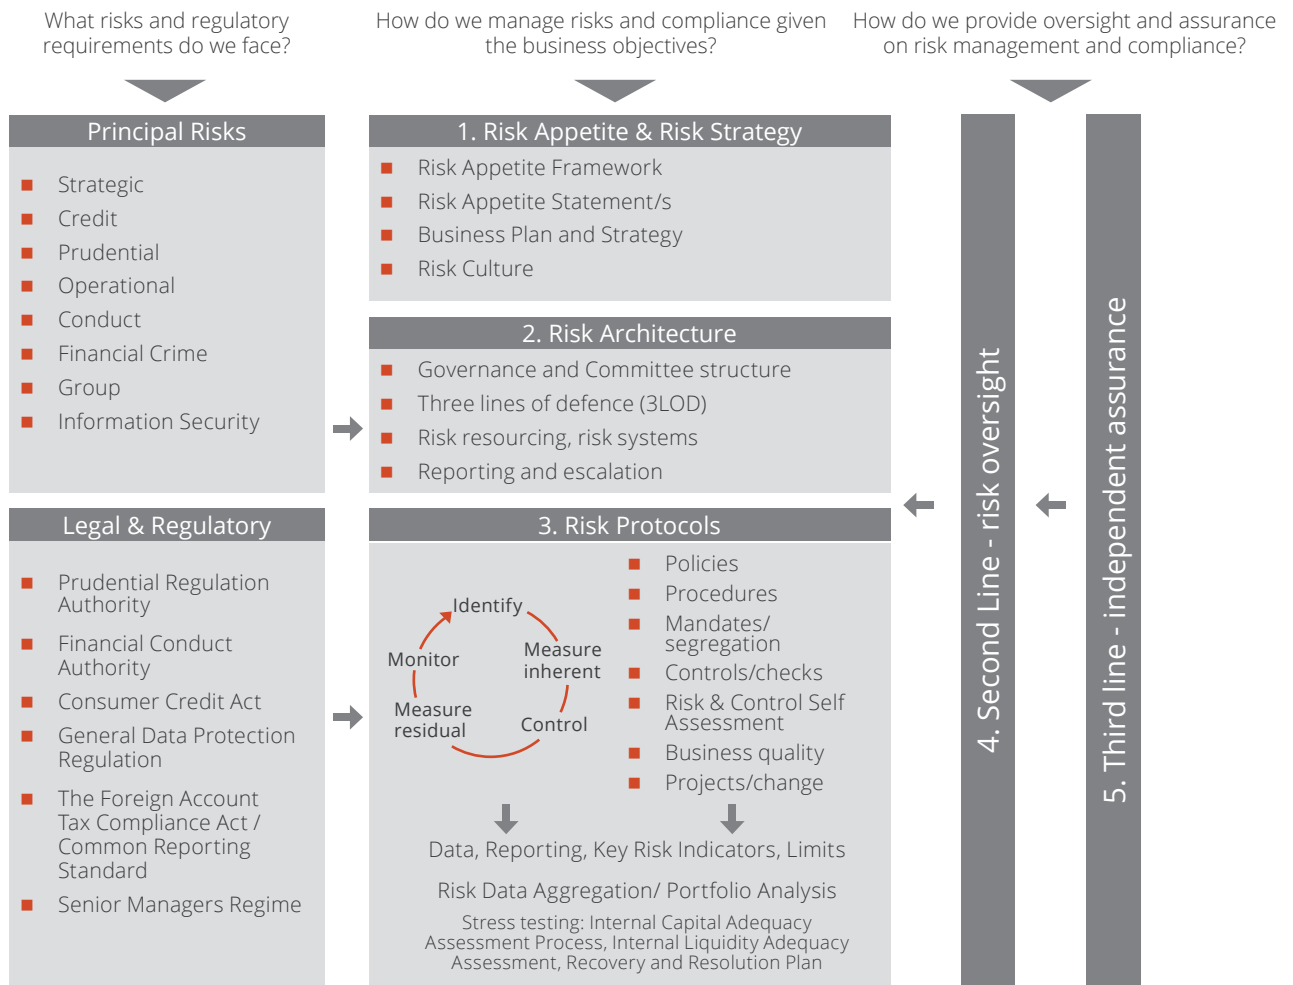 What risks and regulatory
requirements do we face?
How do we manage risks and compliance given
the business objectives?
How do we provide oversight and assurance
on risk management and compliance?
Principal Risks
Strategic
Credit
Prudential
Operational
Conduct
Financial Crime
Group
Information Security
Legal & Regulatory
Prudential Regulation
Authority
Financial Conduct
Authority
Consumer Credit Act
General Data Protection
Regulation
The Foreign Account
Tax Compliance Act /
Common Reporting
Standard
Senior Managers Regime
1. Risk Appetite & Risk Strategy
Risk Appetite Framework
Risk Appetite Statement/s
Business Plan and Strategy
Risk Culture
2. Risk Architecture
Governance and Committee structure
Three lines of defence (3LOD)
Risk resourcing, risk systems
Reporting and escalation
3. Risk Protocols
Identify
Measure
inherent
Control
Measure
residual
Monitor
Policies
Procedures
Mandates/
segregation
Controls/checks
Risk & Control Self
Assessment
Business quality
Projects/change
Data, Reporting, Key Risk Indicators, Limits
Risk Data Aggregation/ Portfolio Analysis
Stress testing: Internal Capital Adequacy
Assessment Process, Internal Liquidity Adequacy
Assessment, Recovery and Resolution Plan
4. Second Line - risk oversight
5. Third line - independent assurance